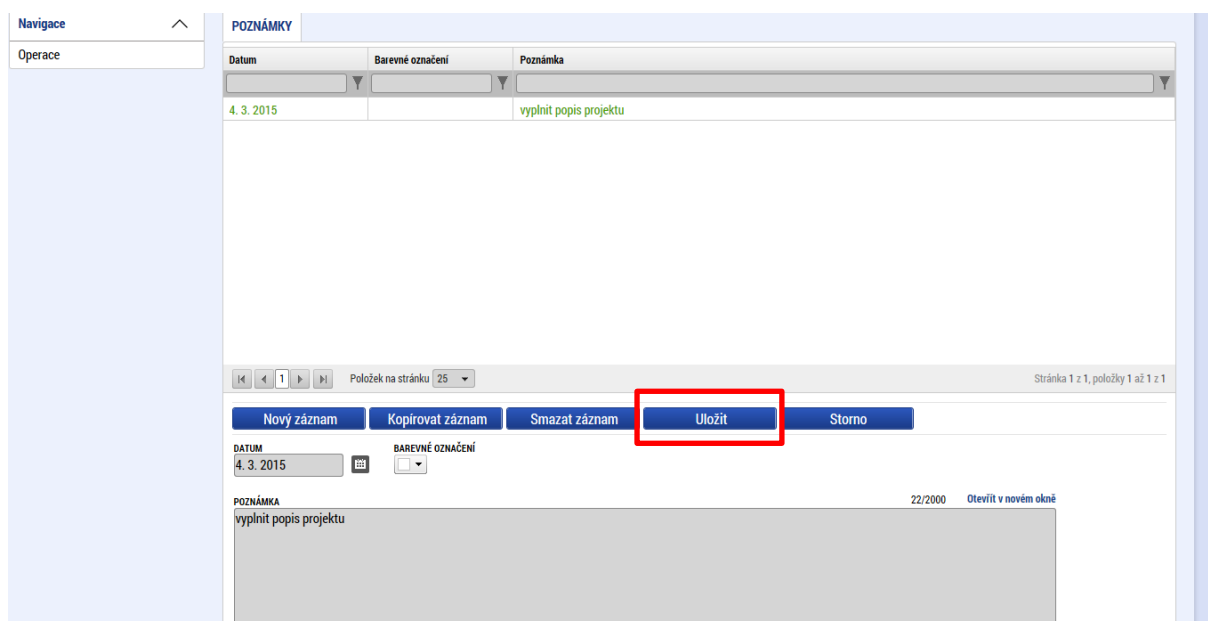 Navigace
POZNÁMKY
Operace
Datum Barevné označení Poznámka
4. 3. 2015 vyplnit popis projektu
1 Položek na stránku 25 Stránka 1 z 1, položky 1 až 1 z 1
Nový záznam Kopírovat záznam Smazat záznam Uložit Storno
DATUM BAREVNÉ OZNAČENÍ
4. 3. 2015
POZNÁMKA 22/2000 Otevřít v novém okně
vyplnit popis projektu